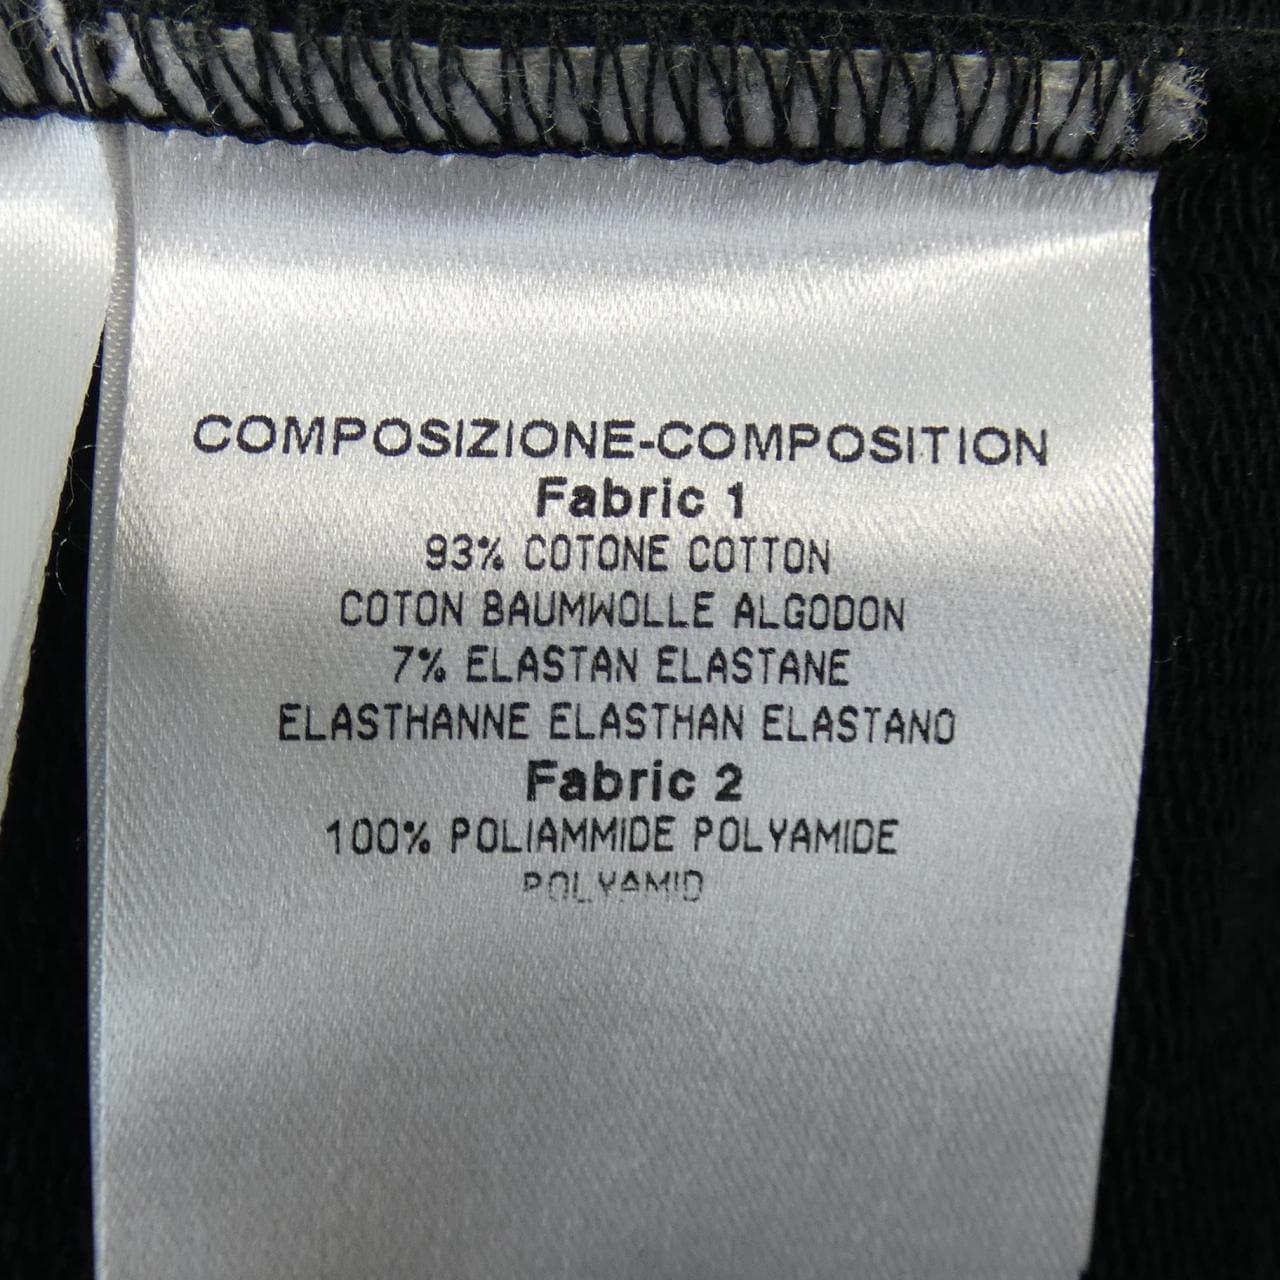 COMPOSIZIONE-COMPOSITION
Fabric 1
93% COTONE COTTON
COTON BAUMWOLLE ALGODON
7% ELASTAN ELASTANE
ELASTHANNE ELASTHAN ELASTANO
Fabric 2
100% POLIAMMIDE POLYAMIDE
POLYAMID